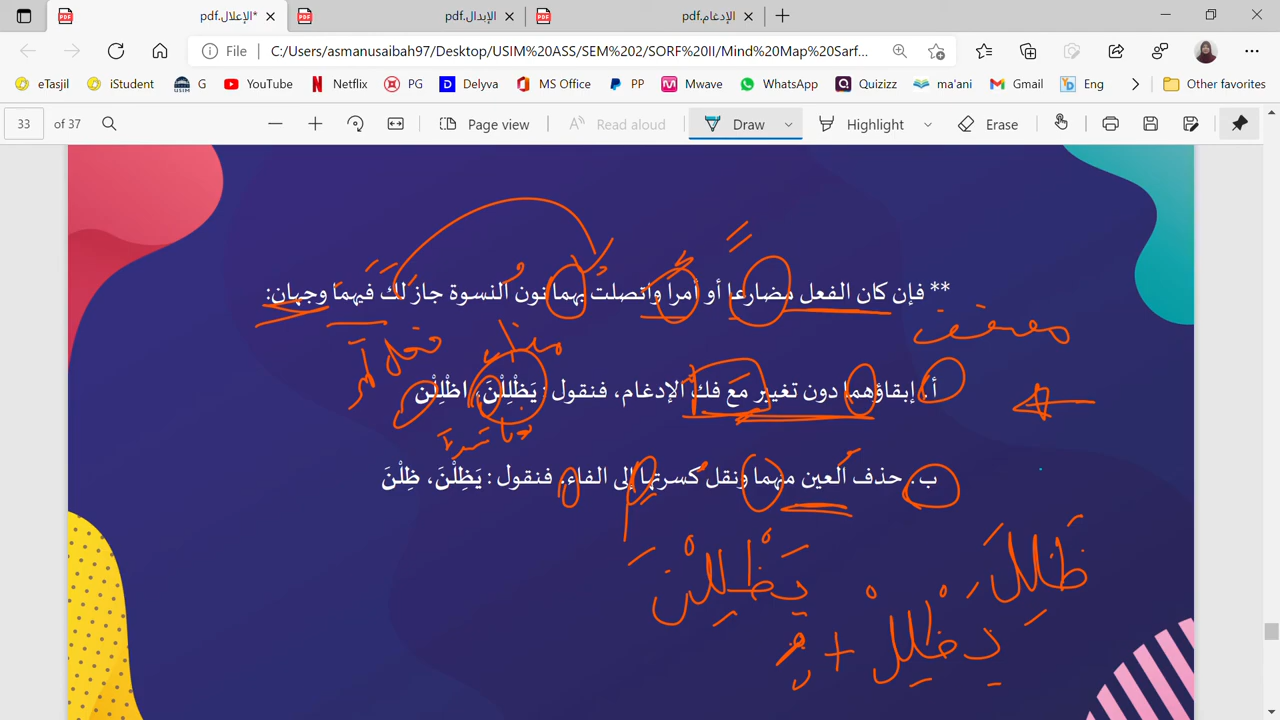 الإعلال.pdf*
الإبدال.pdf
الإدغام.pdf
File
C:/Users/asmanusaibah97/Desktop/USIM%20ASS/SEM%202/SORF%20II/Mind%20Map%20Sarf...
eTasjil iStudent G YouTube Netflix PG Delyva MS Office PP Mwave WhatsApp Quizizz ma'ani Gmail Eng Other favorites
33 of 37 Page view Read aloud Draw Highlight Erase
** فإن كان الفعل مضارعا أو أمرا واتصلت بهما نون النسوة جاز لك فيهما وجهان:
أ. إبقاؤهما دون تغيير مع فك الإدغام، فنقول : يَظْلِلْنَ، اظْلِلْن
ب. حذف العين منهما ونقل كسرتها إلى الفاء. فنقول : يَظِلْنَ، ظِلْنَ
يَظْلِلْنَ
ظَلِلَ